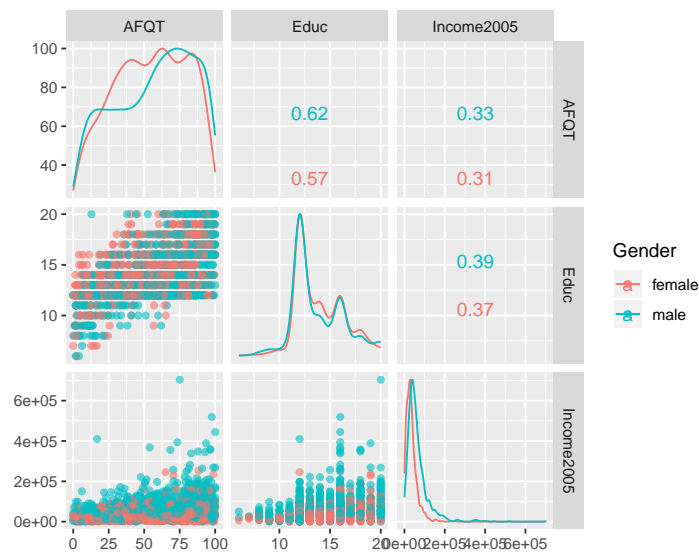 AFQT Educ Income2005
100
80
60
40
0.62 0.33
0.57 0.31
AFQT
20
15
10
0.39
0.37
Educ
Gender
a female
a male
6e+05
4e+05
2e+05
0e+00
Income2005
0 25 50 75 100 10 15 20 0e+00 2e+05 4e+05 6e+05